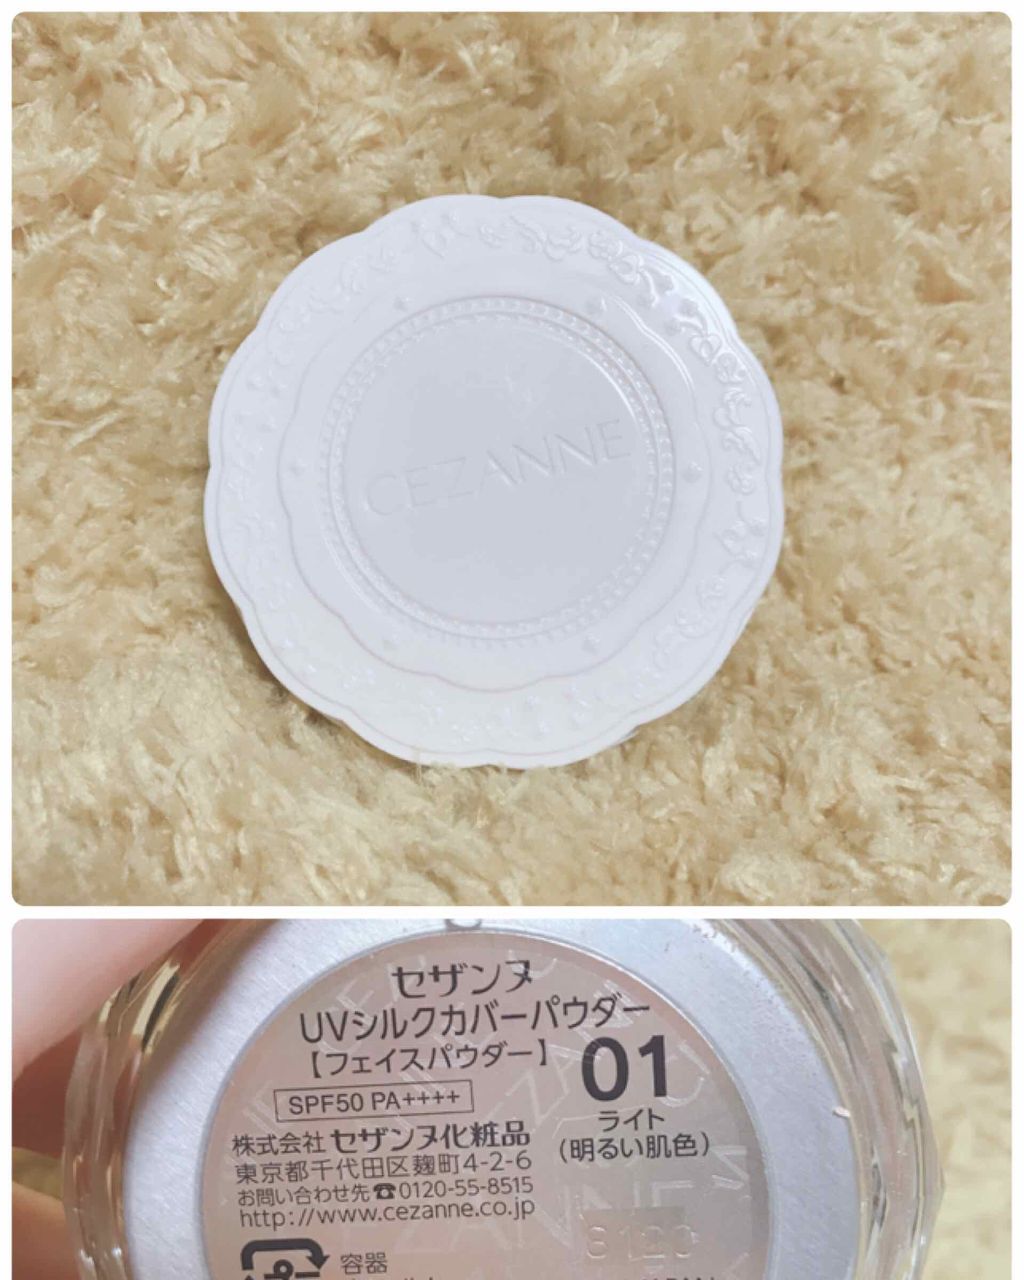 CEZANNE
セザンヌ
UVシルクカバーパウダー
【フェイスパウダー】
01
SPF50 PA++++
ライト
(明るい肌色)
株式会社 セザンヌ化粧品
東京都千代田区麹町4-2-6
お問い合わせ先☎0120-55-8515
http://www.cezanne.co.jp
容器